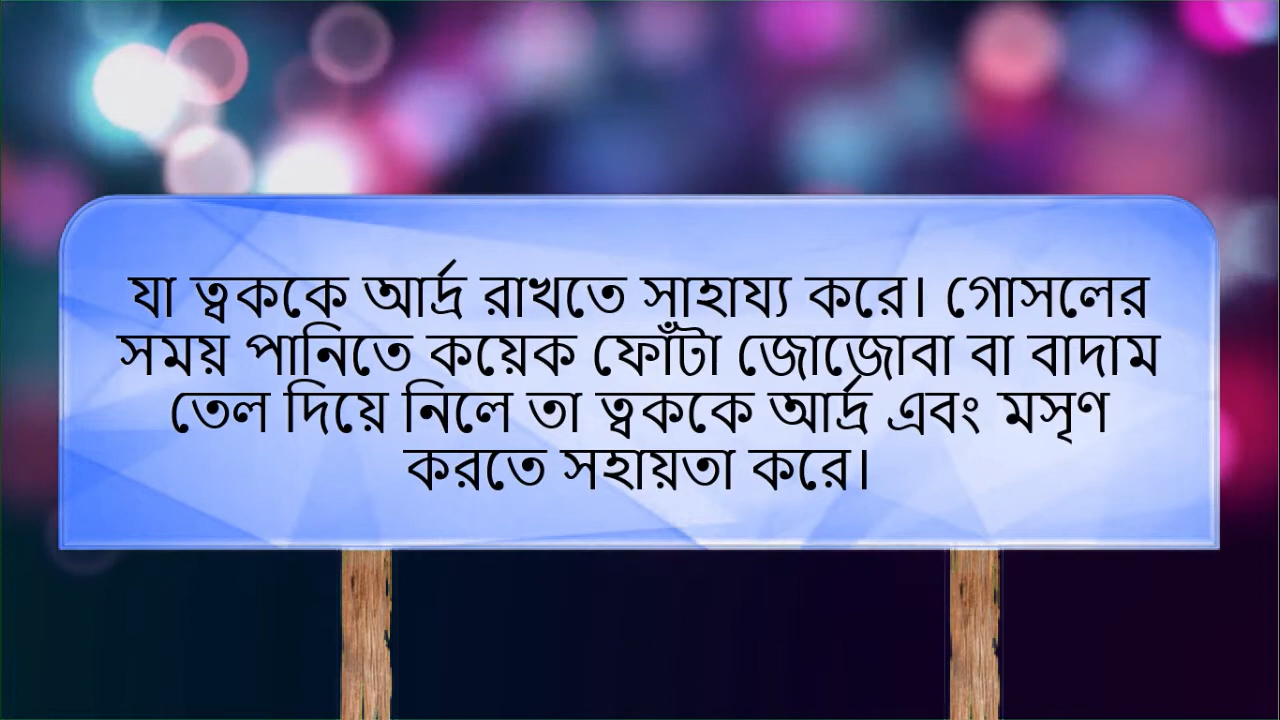 যা ত্বককে আর্দ্র রাখতে সাহায্য করে। গোসলের
সময় পানিতে কয়েক ফোঁটা জোজোবা বা বাদাম
তেল দিয়ে নিলে তা ত্বককে আর্দ্র এবং মসৃণ
করতে সহায়তা করে।